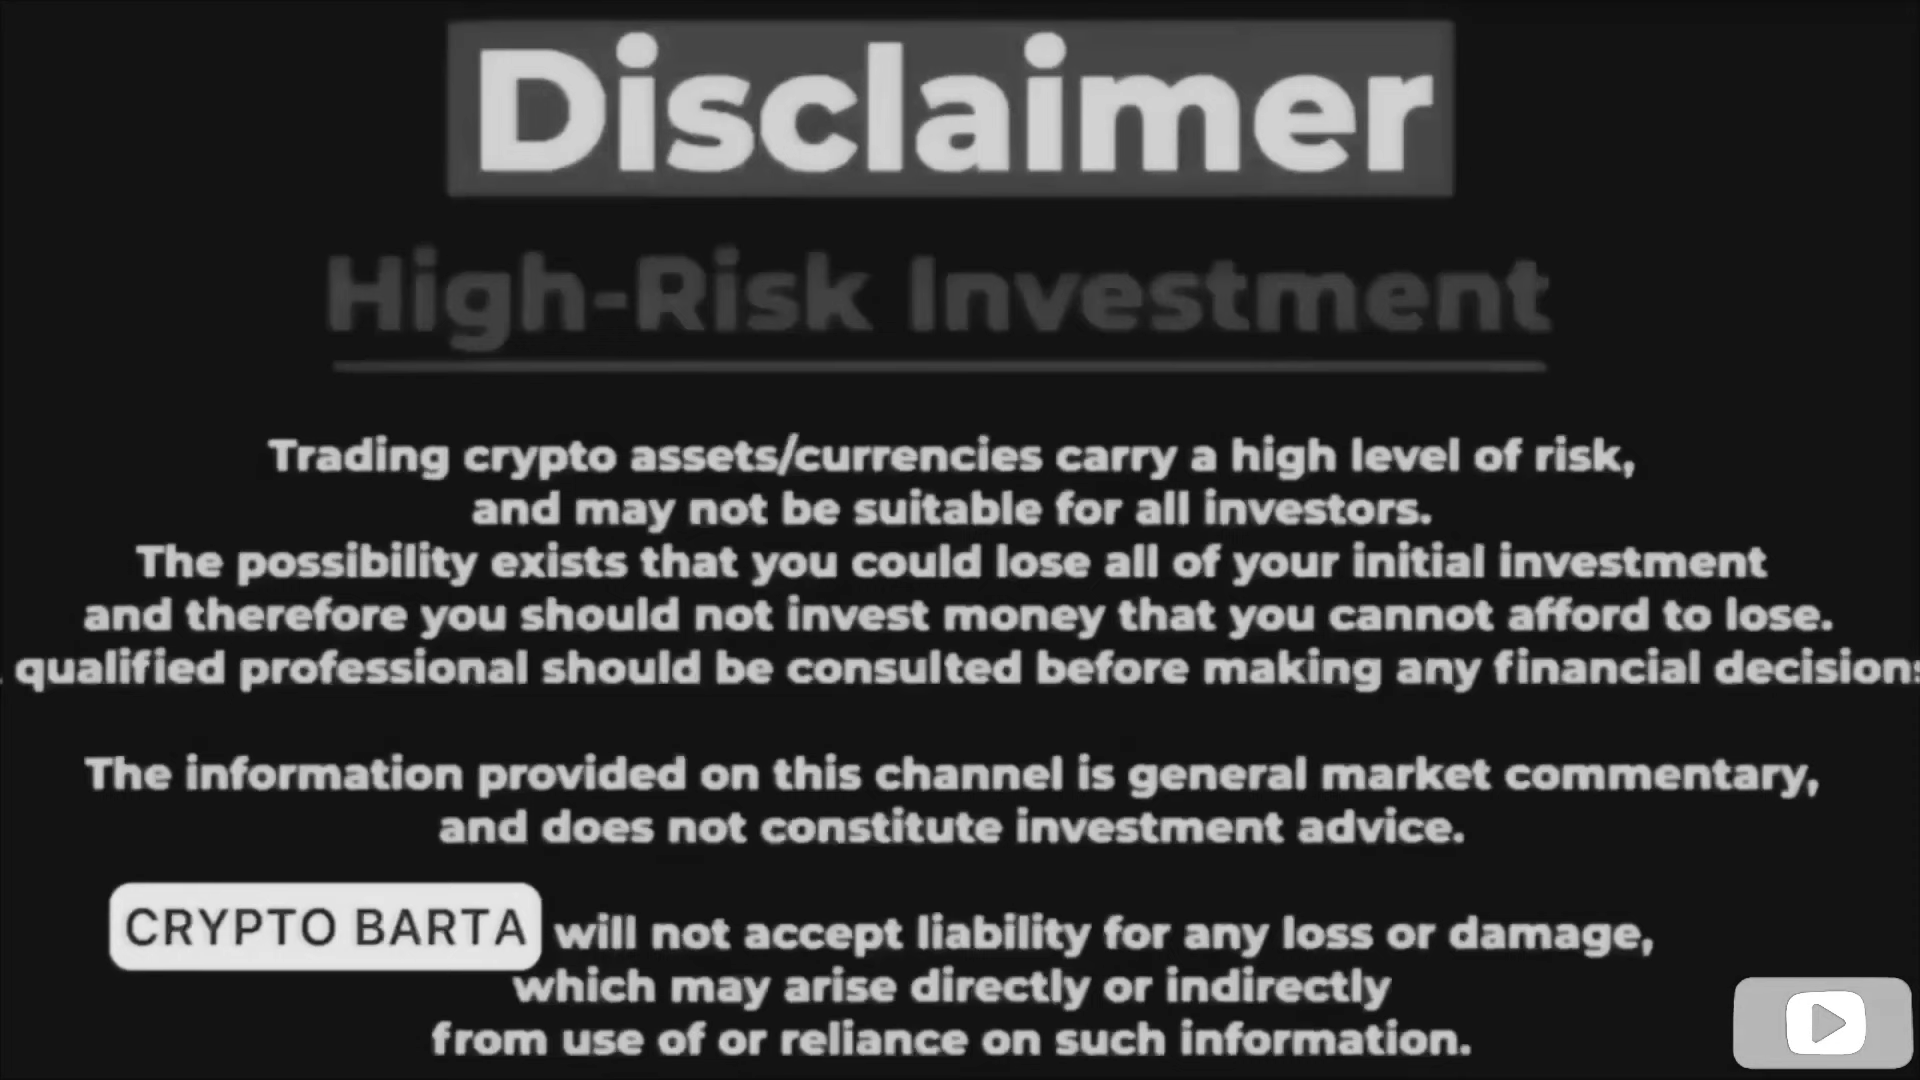 Disclaimer
High-Risk Investment
Trading crypto assets/currencies carry a high level of risk,
and may not be suitable for all investors.
The possibility exists that you could lose all of your initial investment
and therefore you should not invest money that you cannot afford to lose.
qualified professional should be consulted before making any financial decisions
The information provided on this channel is general market commentary,
and does not constitute investment advice.
CRYPTO BARTA will not accept liability for any loss or damage,
which may arise directly or indirectly
from use of or reliance on such information.